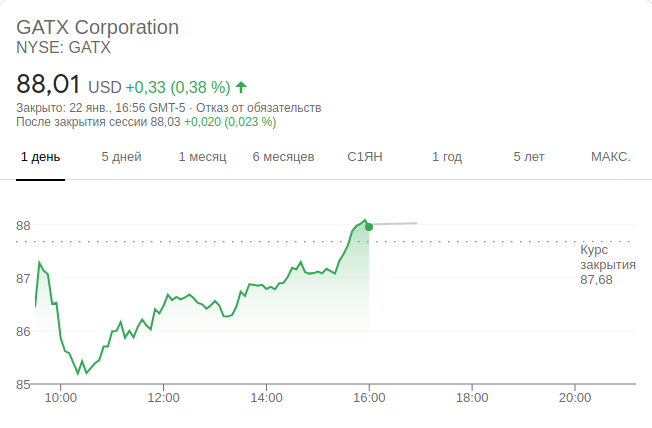 GATX Corporation
NYSE: GATX
88,01 USD +0,33 (0,38 %)
Закрыто: 22 янв., 16:56 GMT-5 · Отказ от обязательств
После закрытия сессии 88,03 +0,020 (0,023 %)
1 день 5 дней 1 месяц 6 месяцев С1ЯН 1 год 5 лет МАКС.
88
Курс
закрытия
87,68
87
86
85
10:00 12:00 14:00 16:00 18:00 20:00